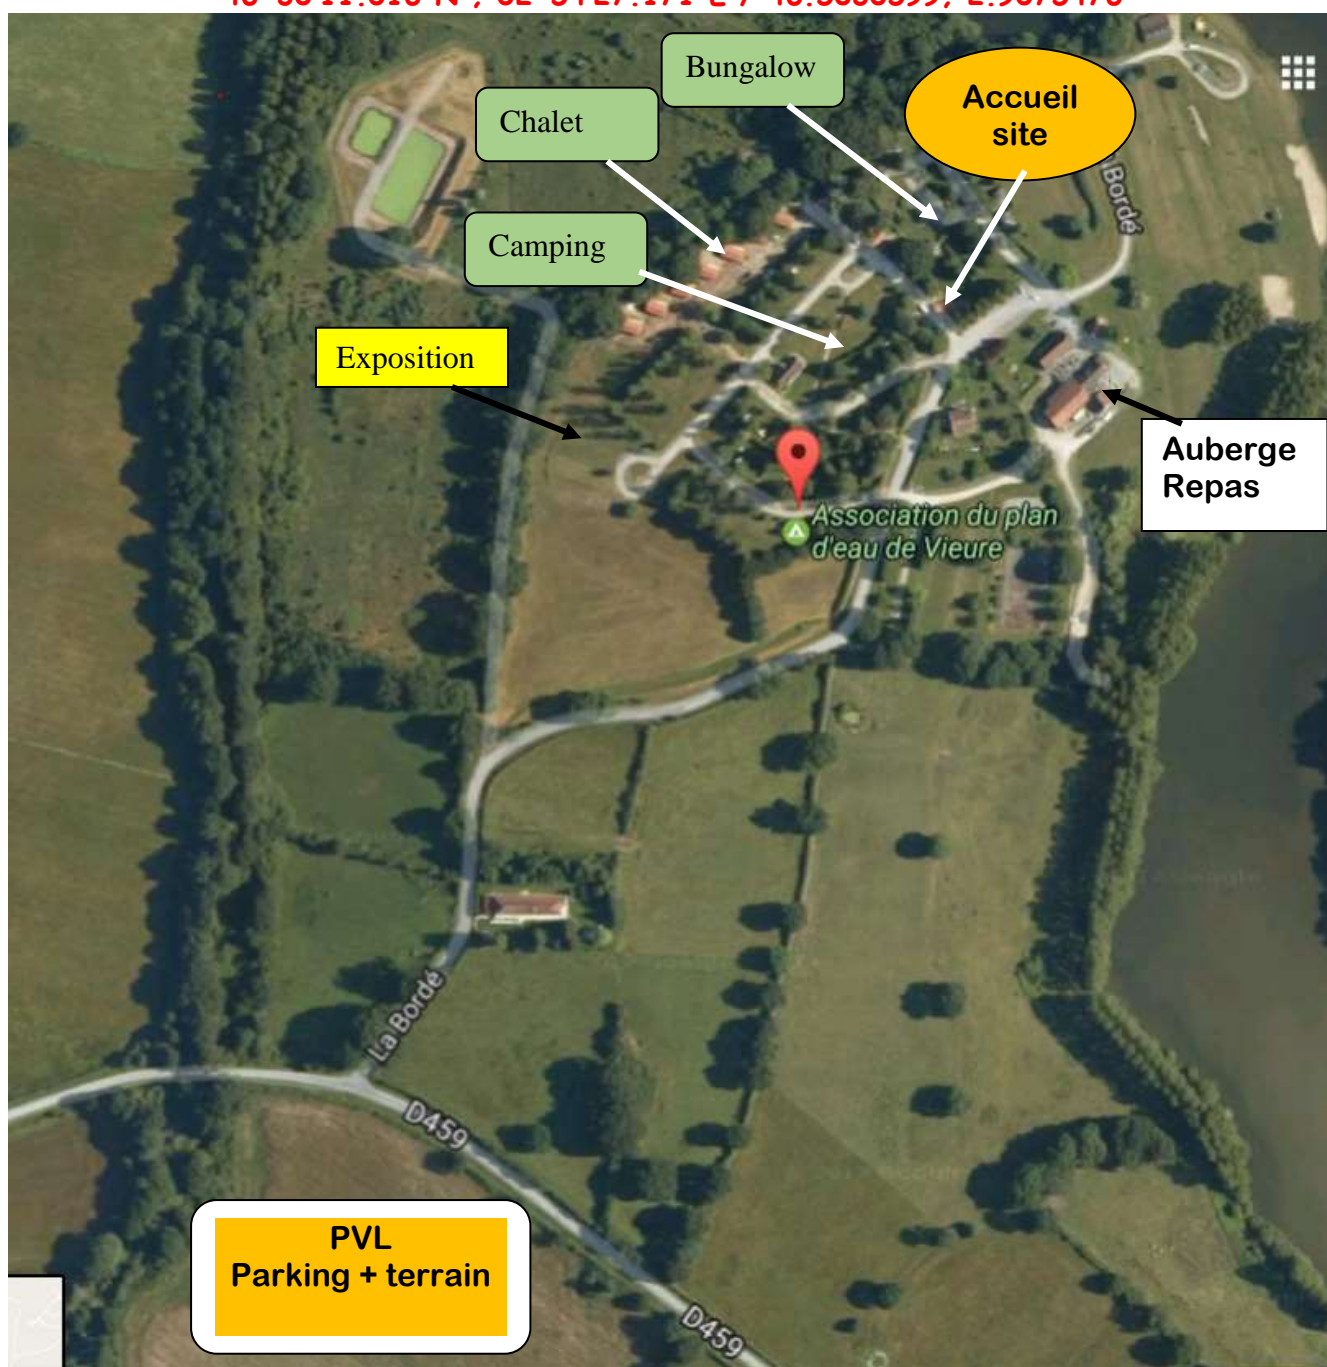 Bungalow
Accueil
site
Chalet
Camping
Bordé
Exposition
Auberge
Repas
Association du plan
d'eau de Vieure
La Bordé
D459
PVL
Parking + terrain
D459